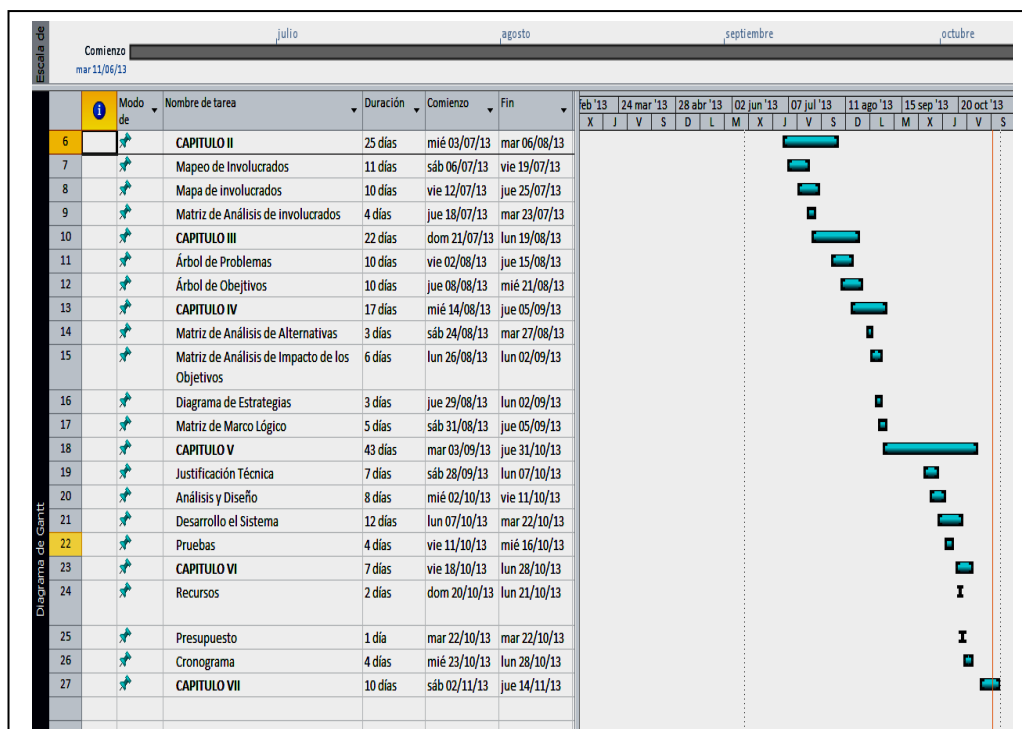 Escala de
julio agosto septiembre octubre
Comienzo
mar 11/06/13
Diagrama de Gantt
Modo de Nombre de tarea Duración Comienzo Fin
feb '13 24 mar '13 28 abr '13 02 jun '13 07 jul '13 11 ago '13 15 sep '13 20 oct '13
X J V S D L M X J V S D L M X J V S
6 CAPITULO II 25 días mié 03/07/13 mar 06/08/13
7 Mapeo de Involucrados 11 días sáb 06/07/13 vie 19/07/13
8 Mapa de involucrados 10 días vie 12/07/13 jue 25/07/13
9 Matriz de Análisis de involucrados 4 días jue 18/07/13 mar 23/07/13
10 CAPITULO III 22 días dom 21/07/13 lun 19/08/13
11 Árbol de Problemas 10 días vie 02/08/13 jue 15/08/13
12 Árbol de Obejtivos 10 días jue 08/08/13 mié 21/08/13
13 CAPITULO IV 17 días mié 14/08/13 jue 05/09/13
14 Matriz de Análisis de Alternativas 3 días sáb 24/08/13 mar 27/08/13
15 Matriz de Análisis de Impacto de los 6 días lun 26/08/13 lun 02/09/13
Objetivos
16 Diagrama de Estrategias 3 días jue 29/08/13 lun 02/09/13
17 Matriz de Marco Lógico 5 días sáb 31/08/13 jue 05/09/13
18 CAPITULO V 43 días mar 03/09/13 jue 31/10/13
19 Justificación Técnica 7 días sáb 28/09/13 lun 07/10/13
20 Análisis y Diseño 8 días mié 02/10/13 vie 11/10/13
21 Desarrollo el Sistema 12 días lun 07/10/13 mar 22/10/13
22 Pruebas 4 días vie 11/10/13 mié 16/10/13
23 CAPITULO VI 7 días vie 18/10/13 lun 28/10/13
24 Recursos 2 días dom 20/10/13 lun 21/10/13
25 Presupuesto 1 día mar 22/10/13 mar 22/10/13
26 Cronograma 4 días mié 23/10/13 lun 28/10/13
27 CAPITULO VII 10 días sáb 02/11/13 jue 14/11/13